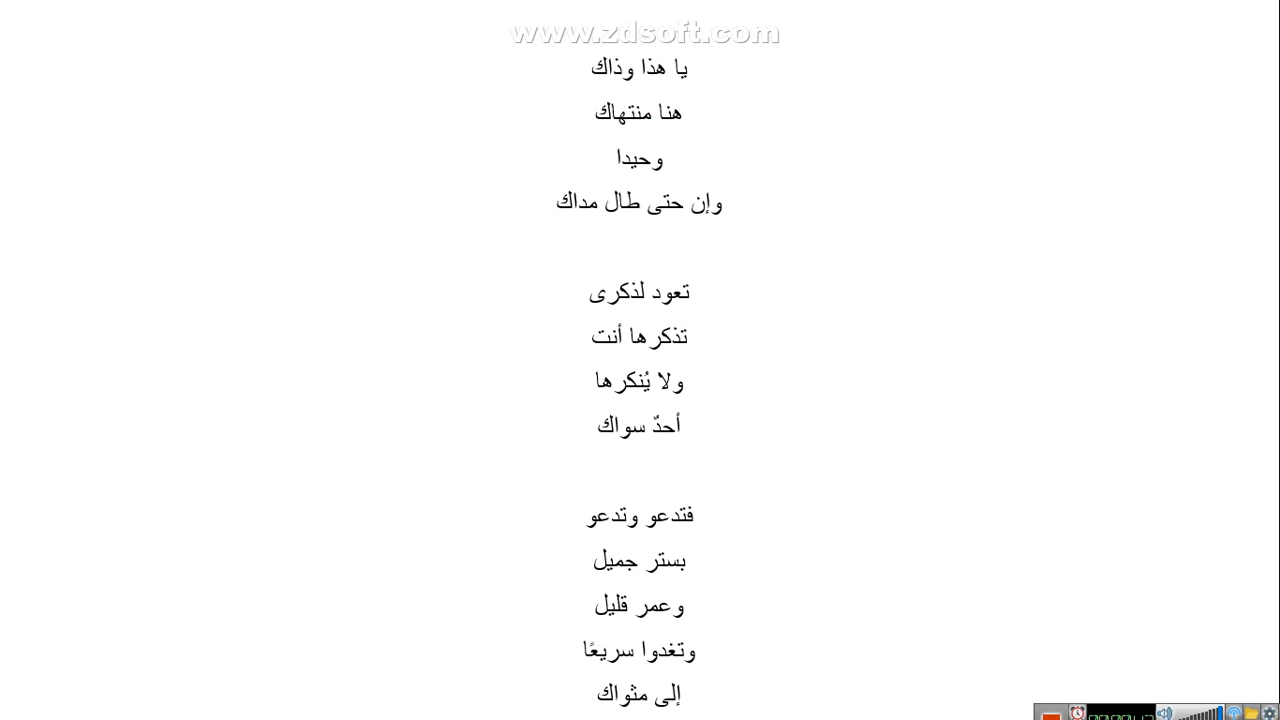 www.zdsoft.com
يا هذا وذاك
هنا منتهاك
وحيدا
وإن حتى طال مداك
تعود لذكرى
تذكرها أنت
ولا يُنكرها
أحدٌ سواك
فتدعو وتدعو
بستر جميل
وعمر قليل
وتغدوا سريعًا
إلى مثواك